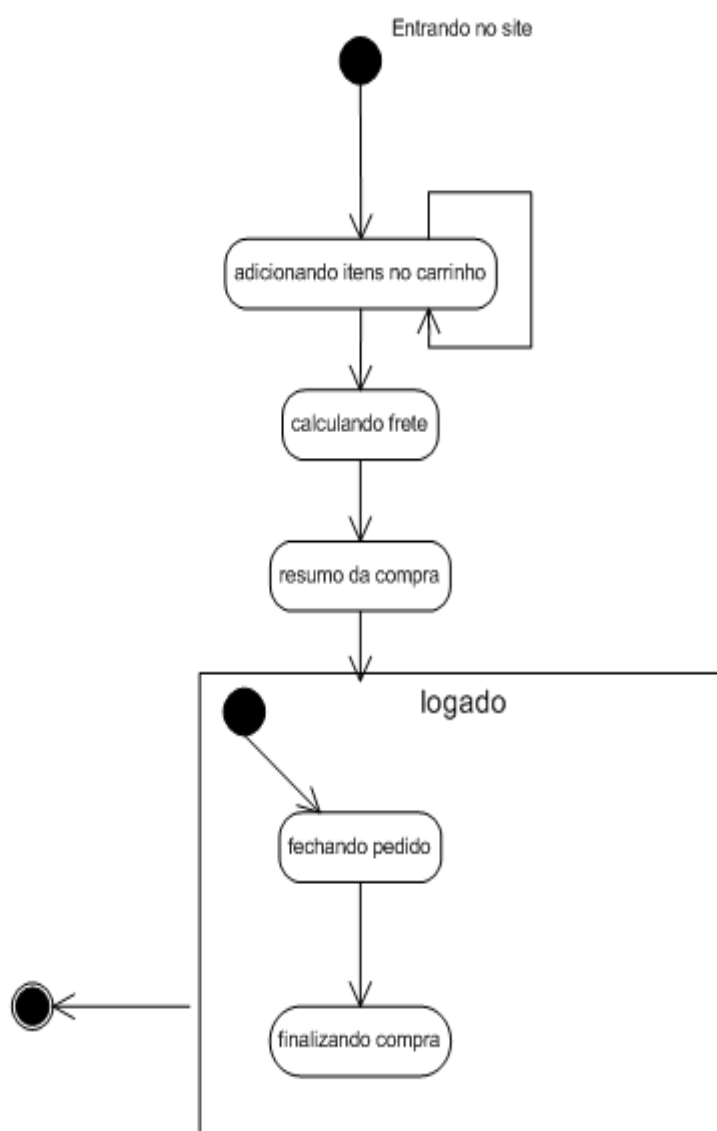 Entrando no site
adicionando itens no carrinho
calculando frete
resumo da compra
logado
fechando pedido
finalizando compra